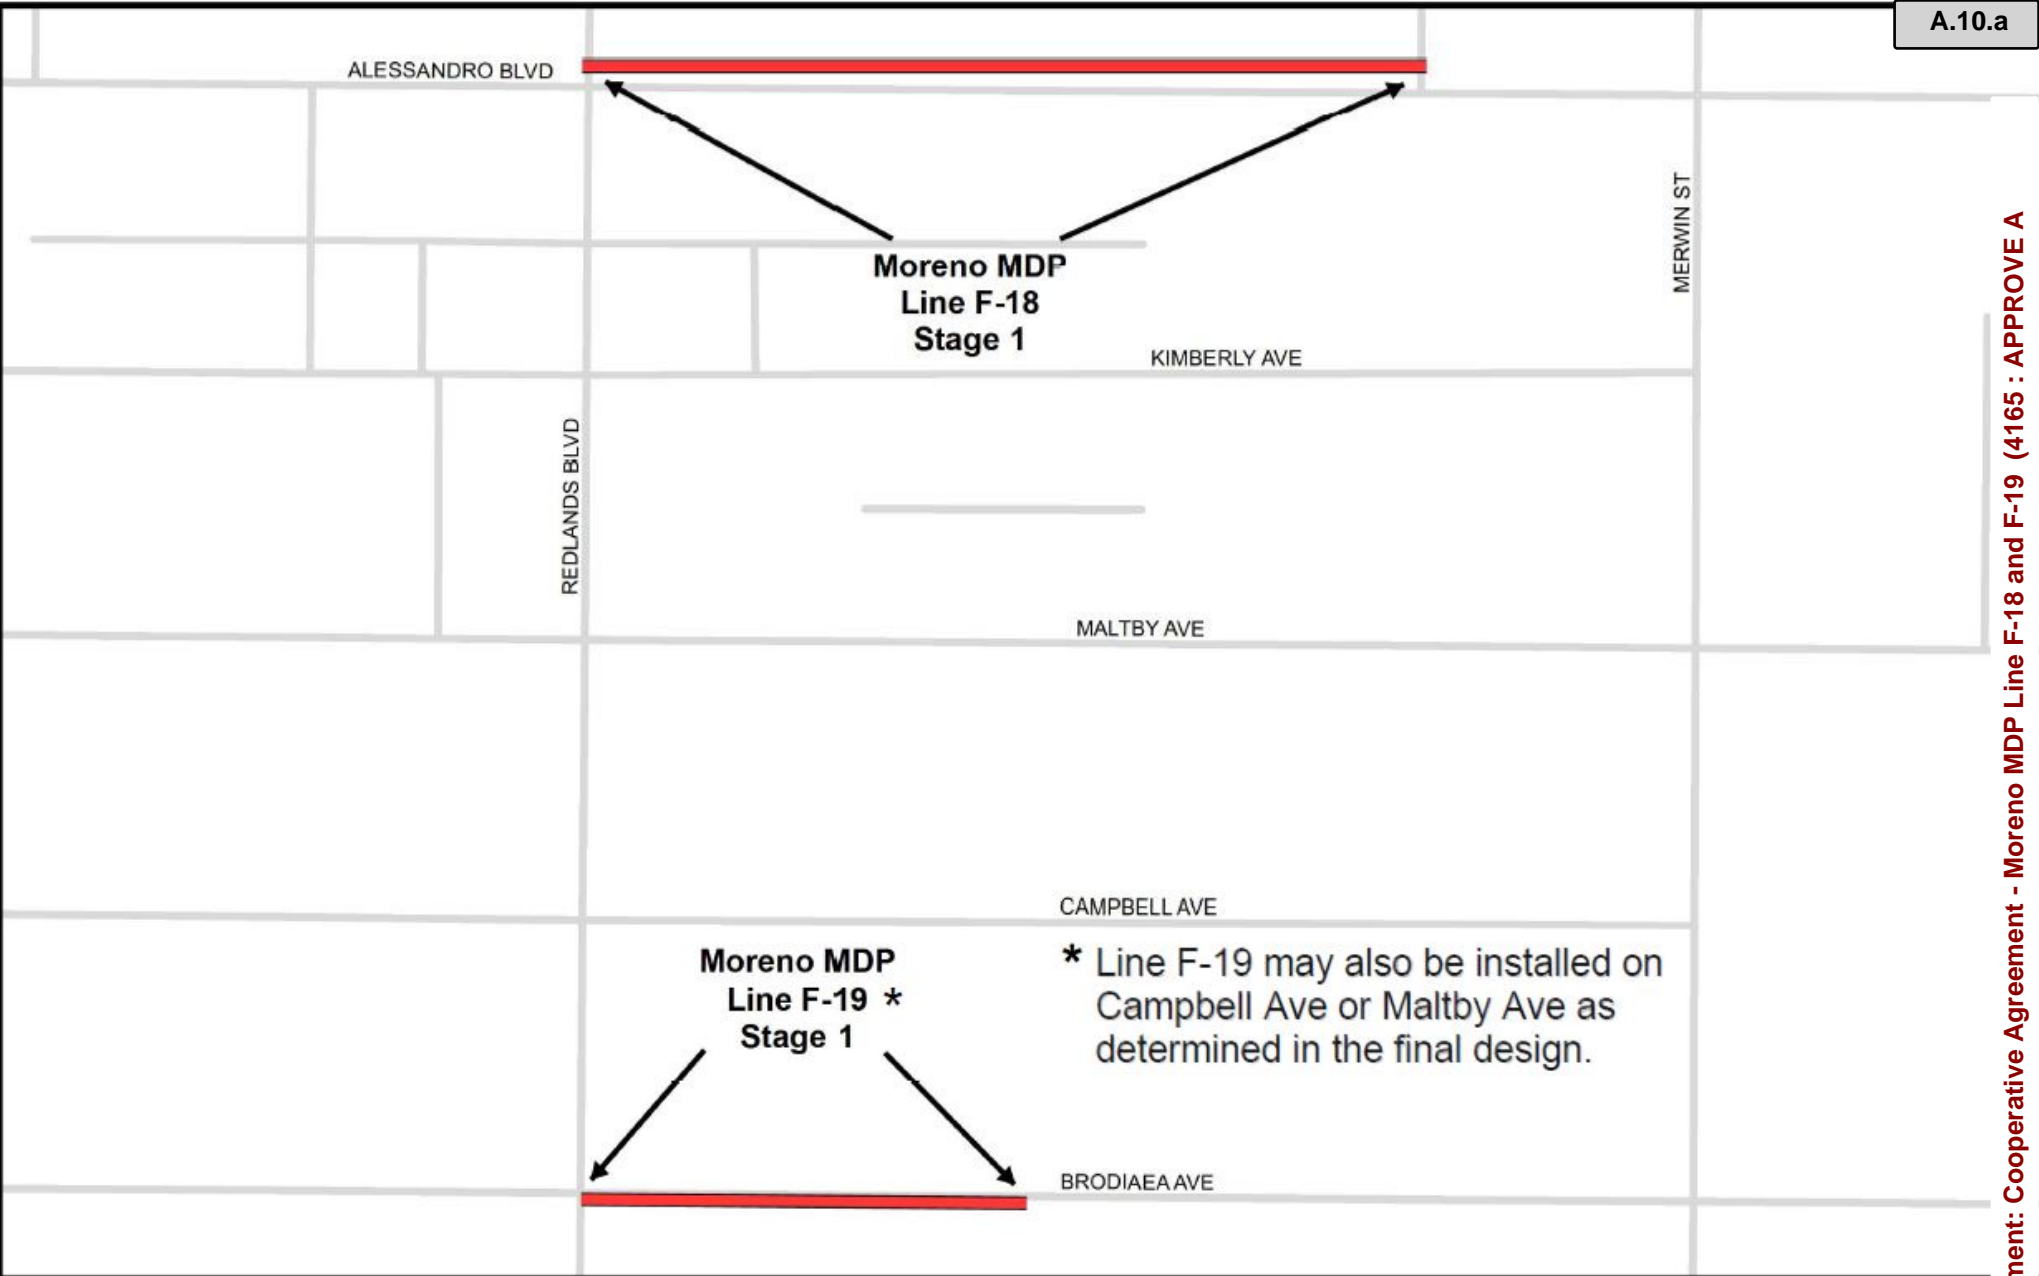 A.10.a
ALESSANDRO BLVD
MERWIN ST
Moreno MDP
Line F-18
Stage 1
KIMBERLY AVE
REDLANDS BLVD
MALTBY AVE
CAMPBELL AVE
Moreno MDP
Line F-19 *
Stage 1
* Line F-19 may also be installed on
Campbell Ave or Maltby Ave as
determined in the final design.
BRODIAEA AVE
: Cooperative Agreement - Moreno MDP Line F-18 and F-19 (4165 : APPROVE A